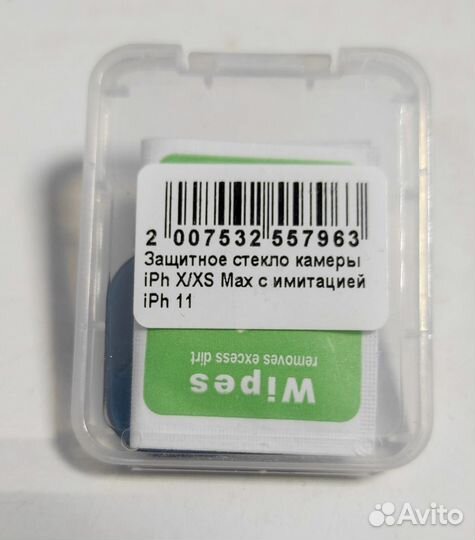 2 007532 557963
Защитное стекло камеры
iPh X/XS Max с имитацией
iPh 11
removes excess dirt
Wipes
Avito